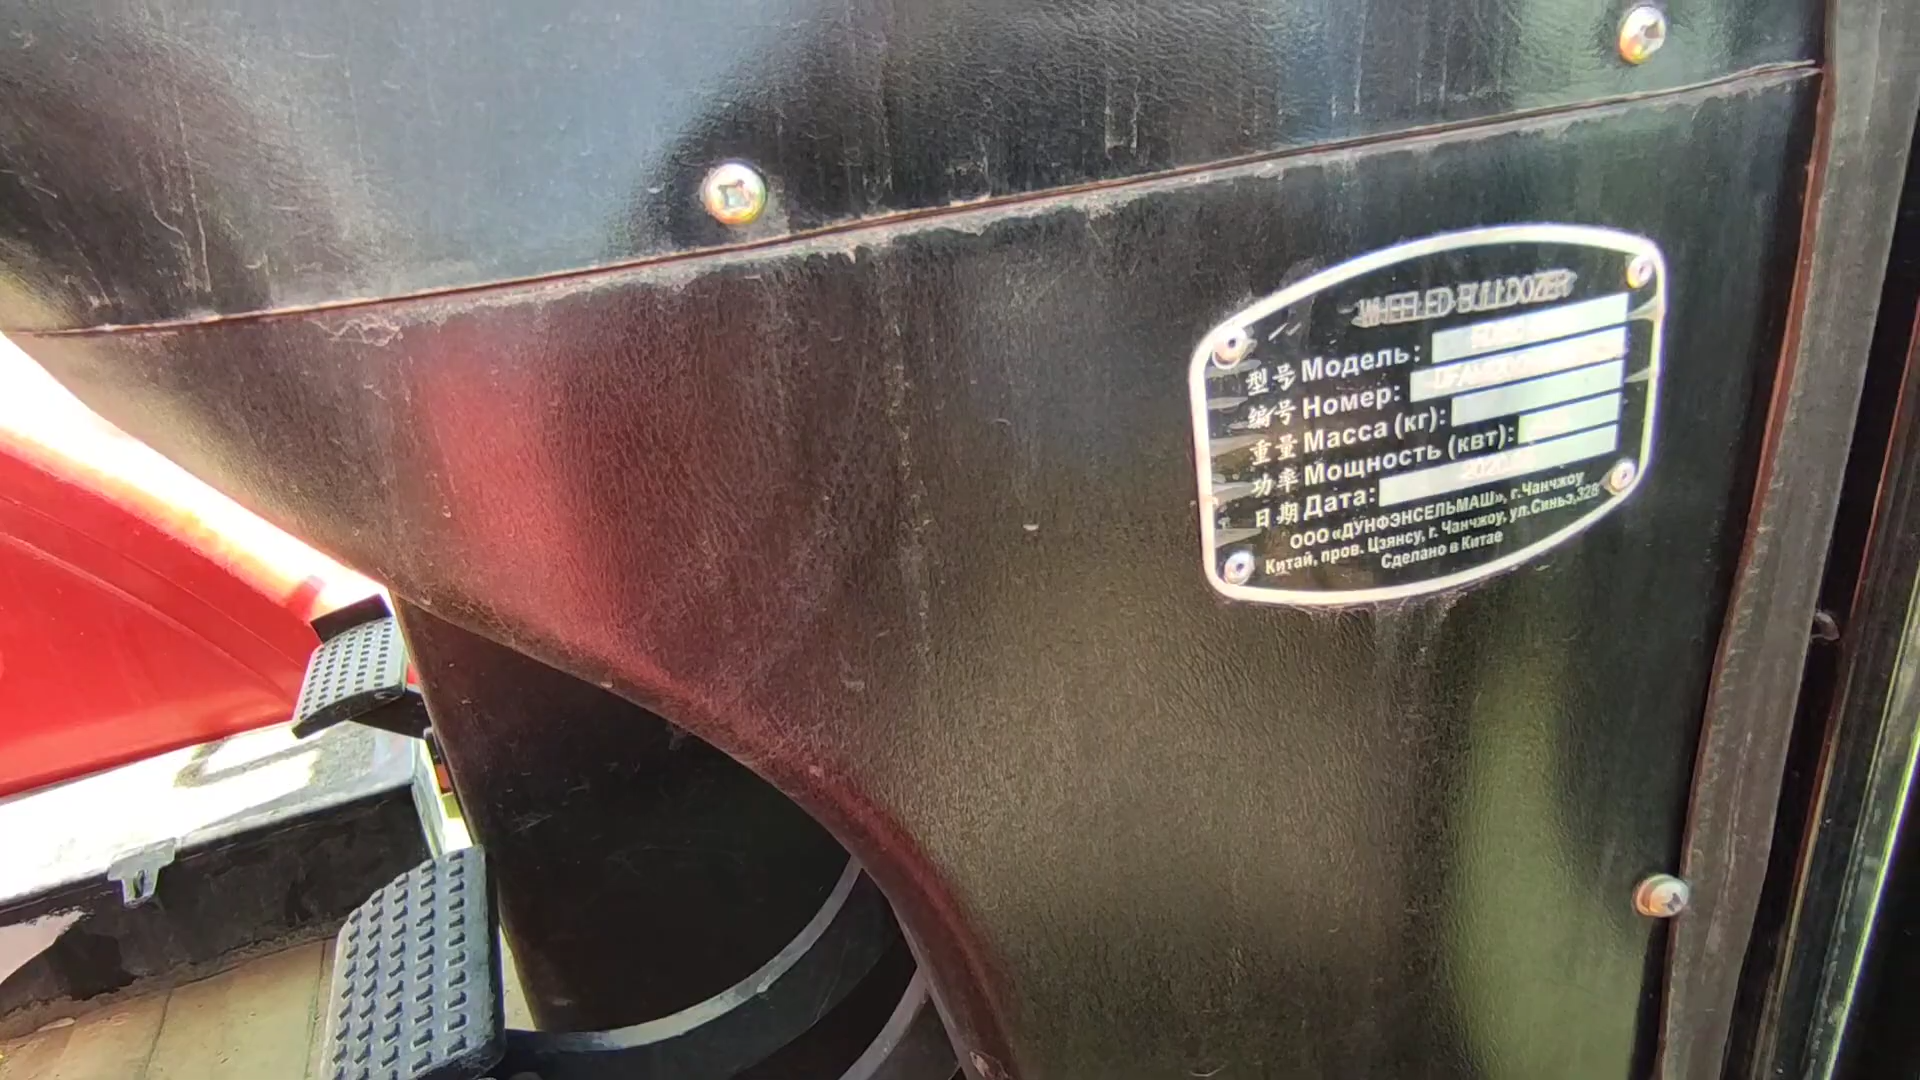 WHEELED BULLDOZER
型号 Модель:
编号 Номер:
重量 Масса (кг):
功率 Мощность (квт):
日期 Дата:
ООО «ДУНФЭНСЕЛЬМАШ», г.Чанчжоу
Китай, пров. Цзянсу, г. Чанчжоу, ул.Синьэ,328
Сделано в Китае